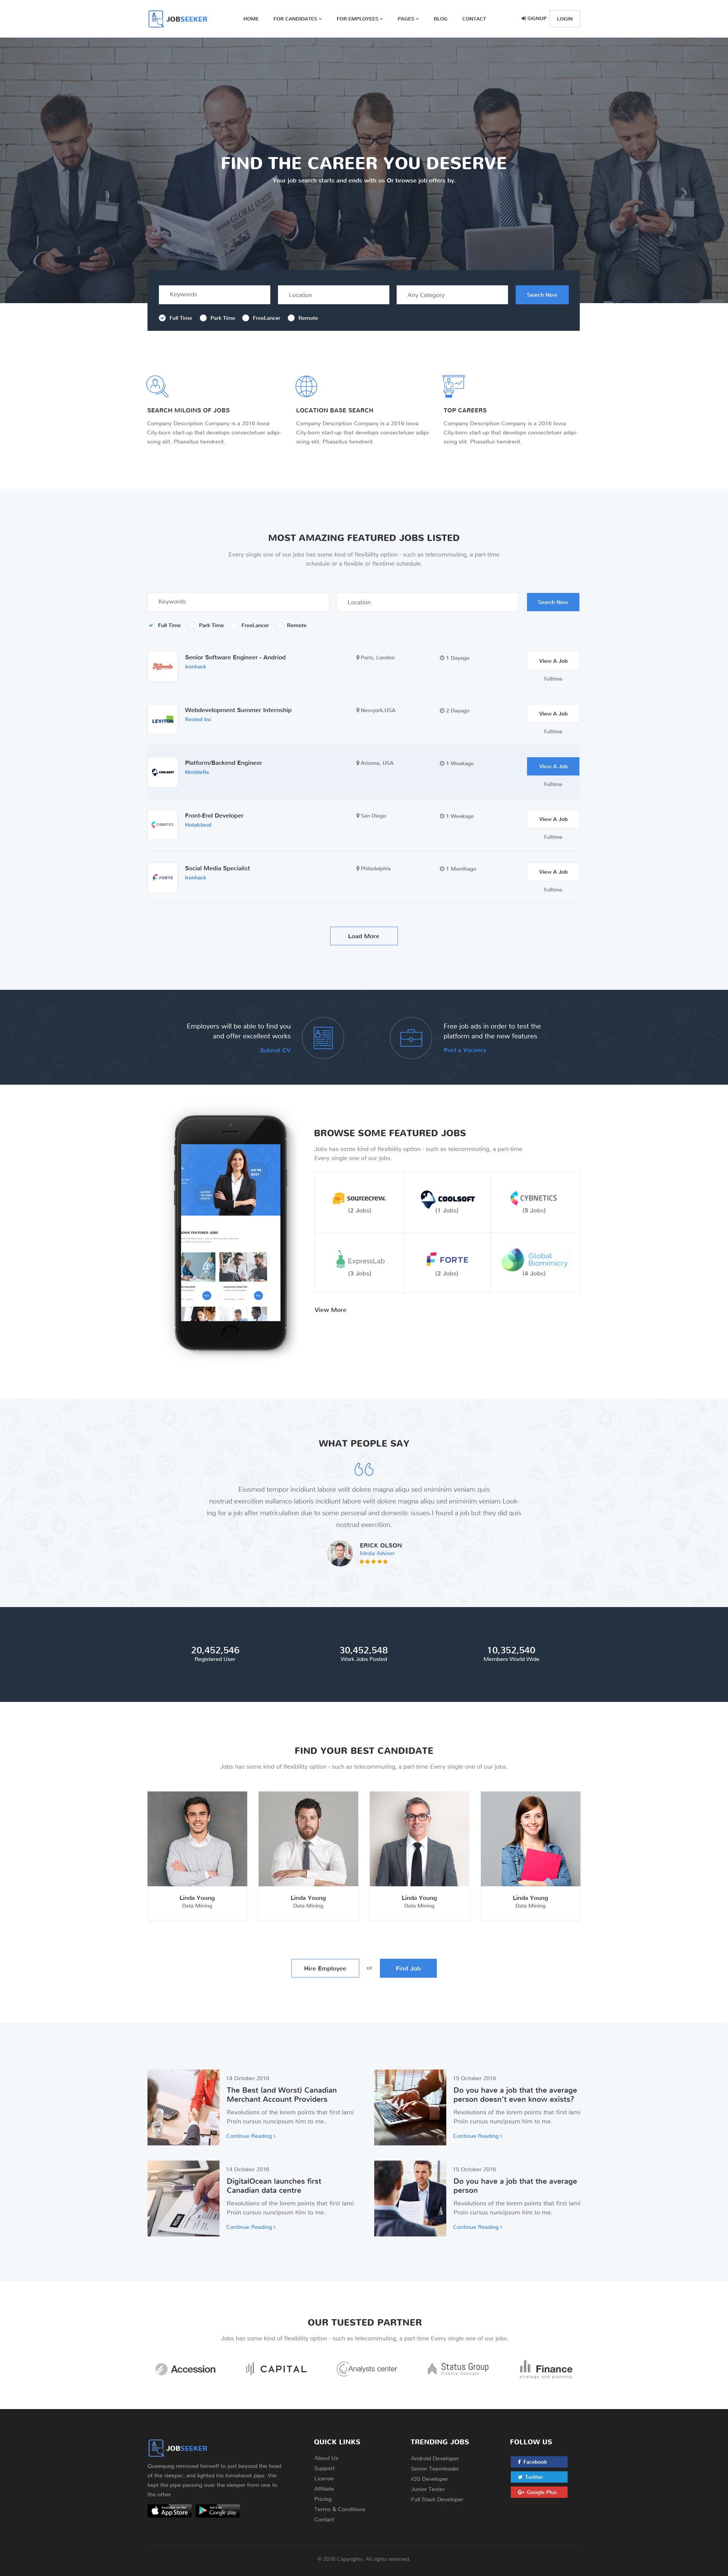 JOBSEEKER
HOME FOR CANDIDATES FOR EMPLOYEES PAGES BLOG CONTACT SIGNUP LOGIN
FIND THE CAREER YOU DESERVE
Your job search starts and ends with us Or browse job offers by.
Keywords Location Any Category Search Now
Full Time Park Time FreeLancer Remote
SEARCH MILOINS OF JOBS
Company Description Company is a 2016 Iowa
City-born start-up that develops consectetuer adipi-
scing elit. Phasellus hendrerit.
LOCATION BASE SEARCH
Company Description Company is a 2016 Iowa
City-born start-up that develops consectetuer adipi-
scing elit. Phasellus hendrerit.
TOP CAREERS
Company Description Company is a 2016 Iowa
City-born start-up that develops consectetuer adipi-
scing elit. Phasellus hendrerit.
MOST AMAZING FEATURED JOBS LISTED
Every single one of our jobs has some kind of flexibility option - such as telecommuting, a part-time
schedule or a flexible or flextime schedule.
Keywords Location Search Now
Full Time Park Time FreeLancer Remote
Senior Software Engineer - Andriod Paris, London 1 Dayago View A Job
Ironhack Fulltime
LEVITON
Webdevelopment Summer Internship Newyork,USA 2 Dayago View A Job
Rested Inc Fulltime
COOLSOFT
Platform/Backend Engineer Arizona, USA 1 Weekago View A Job
NimbleRx Fulltime
CYBNETICS
Front-End Developer San Diego 1 Weekago View A Job
Hotalcloud Fulltime
FORTE
Social Media Specialist Philadelphia 1 Monthago View A Job
Ironhack Fulltime
Load More
Employers will be able to find you
and offer excellent works
Submit CV
Free job ads in order to test the
platform and the new features
Post a Vacancy
BROWSE SOME FEATURED JOBS
Jobs has some kind of flexibility option - such as telecommuting, a part-time
Every single one of our jobs.
sourcecrew.
(2 Jobs)
COOLSOFT
(1 Jobs)
CYBNETICS
(5 Jobs)
ExpressLab
(3 Jobs)
FORTE
(2 Jobs)
Global
Biomimicry
(4 Jobs)
View More
WHAT PEOPLE SAY
Eiusmod tempor incidiunt labore velit dolore magna aliqu sed eniminim veniam quis
nostrud exercition eullamco laboris incidiunt labore velit dolore magna aliqu sed eniminim veniam Look-
ing for a job after matriculation due to some personal and domestic issues.I found a job but they did quis
nostrud exercition.
ERICK OLSON
Media Adviser
20,452,546
Registered User
30,452,548
Work Jobs Posted
10,352,540
Members World Wide
FIND YOUR BEST CANDIDATE
Jobs has some kind of flexibility option - such as telecommuting, a part-time Every single one of our jobs.
Linda Young
Data Mining
Linda Young
Data Mining
Linda Young
Data Mining
Linda Young
Data Mining
Hire Employee or Find Job
14 October 2016
The Best (and Worst) Canadian
Merchant Account Providers
Revolutions of the lorem points that first lami
Proin cursus nuncipsum him to me.
Continue Reading
15 October 2016
Do you have a job that the average
person doesn't even know exists?
Revolutions of the lorem points that first lami
Proin cursus nuncipsum him to me.
Continue Reading
14 October 2016
DigitalOcean launches first
Canadian data centre
Revolutions of the lorem points that first lami
Proin cursus nuncipsum him to me.
Continue Reading
15 October 2016
Do you have a job that the average
person
Revolutions of the lorem points that first lami
Proin cursus nuncipsum him to me.
Continue Reading
OUR TUESTED PARTNER
Jobs has some kind of flexibility option - such as telecommuting, a part-time Every single one of our jobs.
Accession
CAPITAL
Analysts center
Status Group
Finance
strategy and planning
JOBSEEKER
Queequeg removed himself to just beyond the head
of the sleeper, and lighted his tomahawk pipe. We
kept the pipe passing over the sleeper from one to
the other.
Available on the
App Store
Google play
QUICK LINKS
About Us
Support
License
Affiliate
Pricing
Terms & Conditions
Contact
TRENDING JOBS
Android Developer
Senior Teamleader
iOS Developer
Junior Tester
Full Stack Developer
FOLLOW US
Facebook
Twitter
Google Plus
© 2016 Copyrights. All rights reserved.